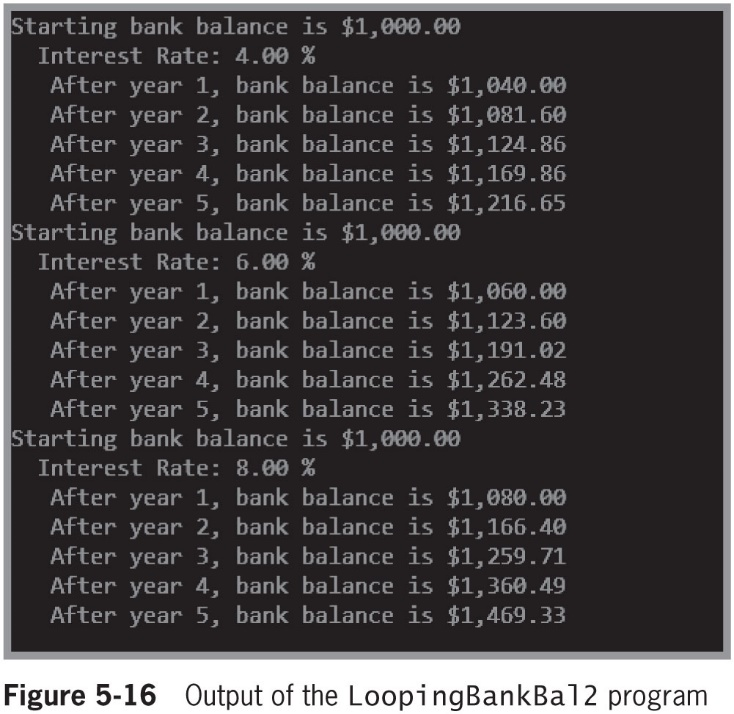 Starting bank balance is $1,000.00
  Interest Rate: 4.00 %
   After year 1, bank balance is $1,040.00
   After year 2, bank balance is $1,081.60
   After year 3, bank balance is $1,124.86
   After year 4, bank balance is $1,169.86
   After year 5, bank balance is $1,216.65
Starting bank balance is $1,000.00
  Interest Rate: 6.00 %
   After year 1, bank balance is $1,060.00
   After year 2, bank balance is $1,123.60
   After year 3, bank balance is $1,191.02
   After year 4, bank balance is $1,262.48
   After year 5, bank balance is $1,338.23
Starting bank balance is $1,000.00
  Interest Rate: 8.00 %
   After year 1, bank balance is $1,080.00
   After year 2, bank balance is $1,166.40
   After year 3, bank balance is $1,259.71
   After year 4, bank balance is $1,360.49
   After year 5, bank balance is $1,469.33
Figure 5-16 Output of the LoopingBankBal2 program